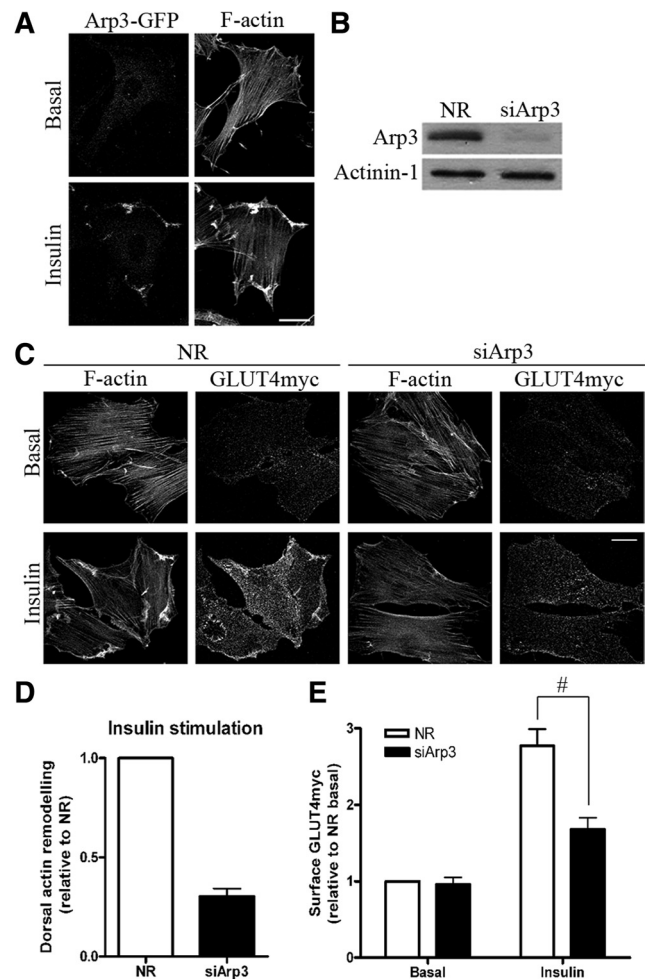 A
Arp3-GFP F-actin
Basal
Insulin
B
NR siArp3
Arp3
Actinin-1
C
NR siArp3
F-actin GLUT4myc F-actin GLUT4myc
Basal
Insulin
D
Insulin stimulation
Dorsal actin remodelling
(relative to NR)
1.0
0.5
0.0
NR siArp3
E
#
NR
siArp3
Surface GLUT4myc
(relative to NR basal)
3
2
1
0
Basal Insulin